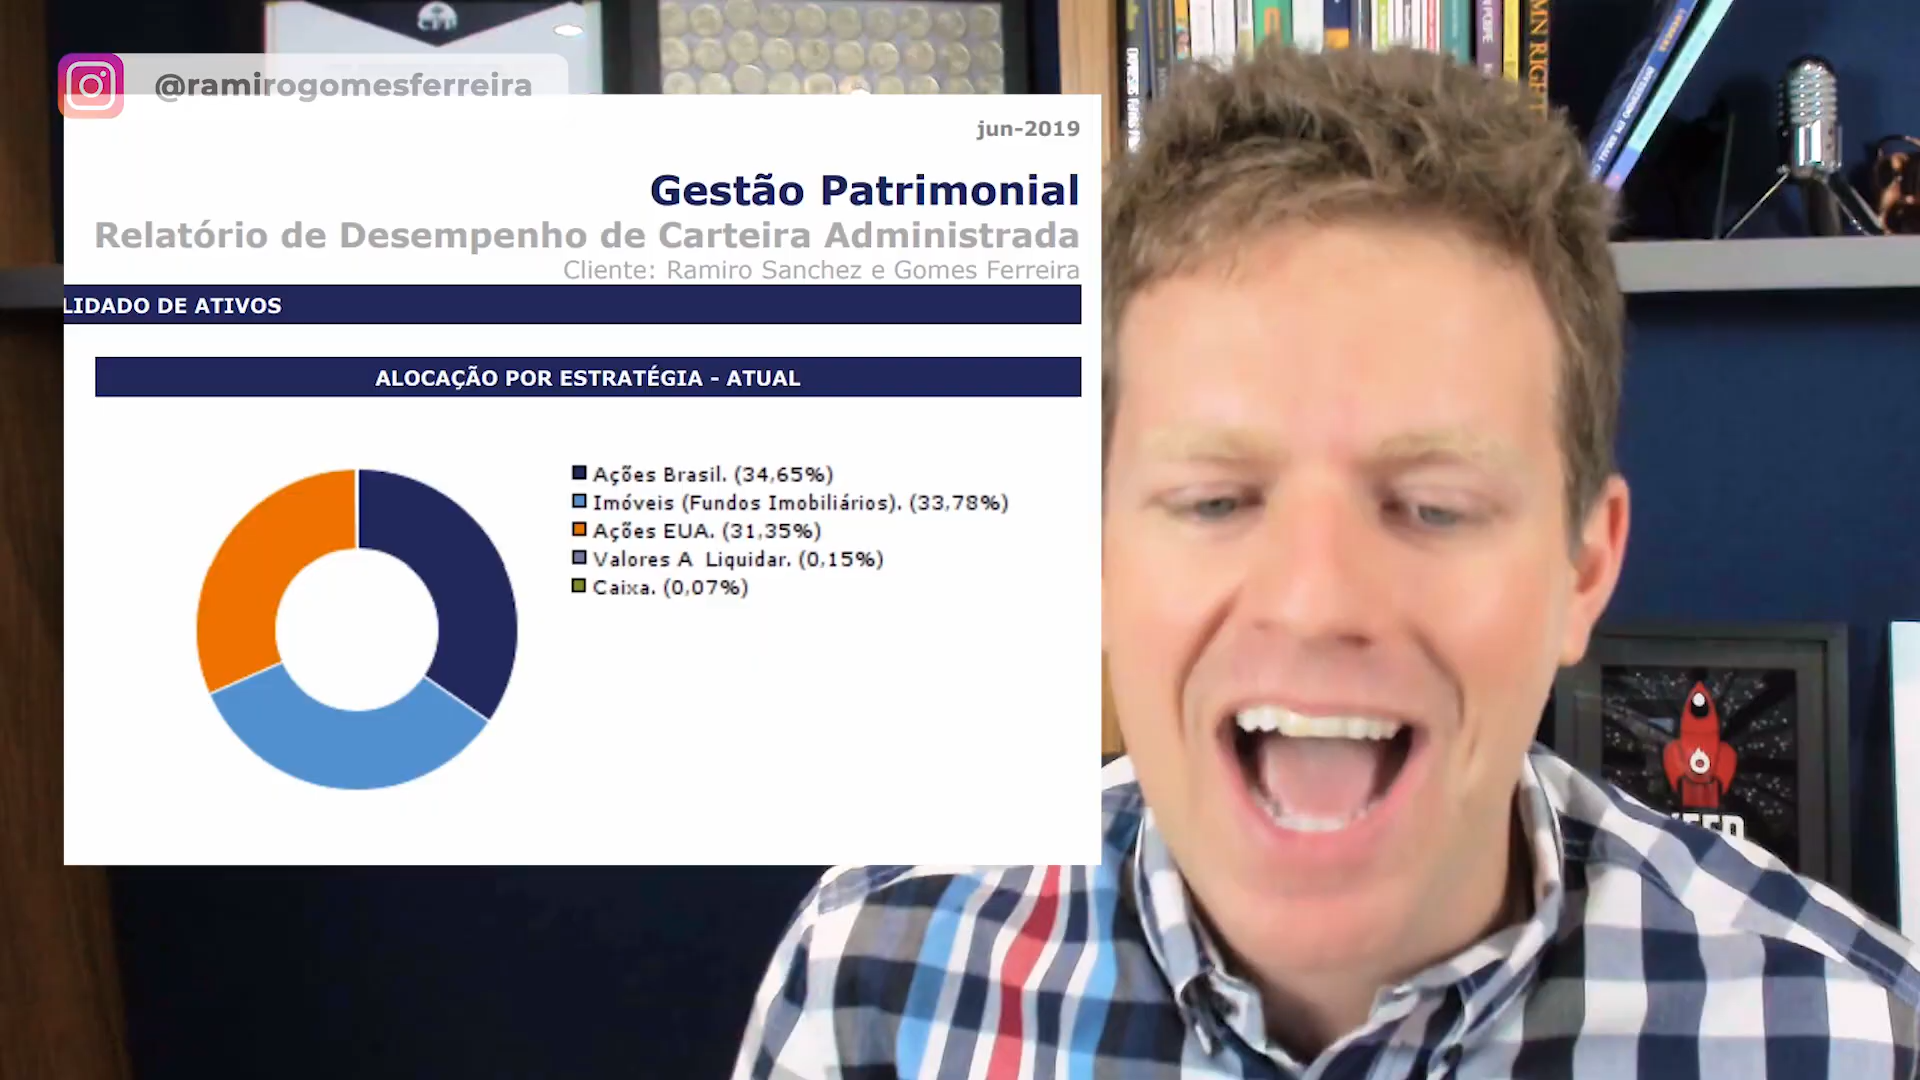 CFP
@ramirogomesferreira
jun-2019
Gestão Patrimonial
Relatório de Desempenho de Carteira Administrada
Cliente: Ramiro Sanchez e Gomes Ferreira
LIDADO DE ATIVOS
ALOCAÇÃO POR ESTRATÉGIA - ATUAL
Ações Brasil. (34,65%)
Imóveis (Fundos Imobiliários). (33,78%)
Ações EUA. (31,35%)
Valores A Liquidar. (0,15%)
Caixa. (0,07%)